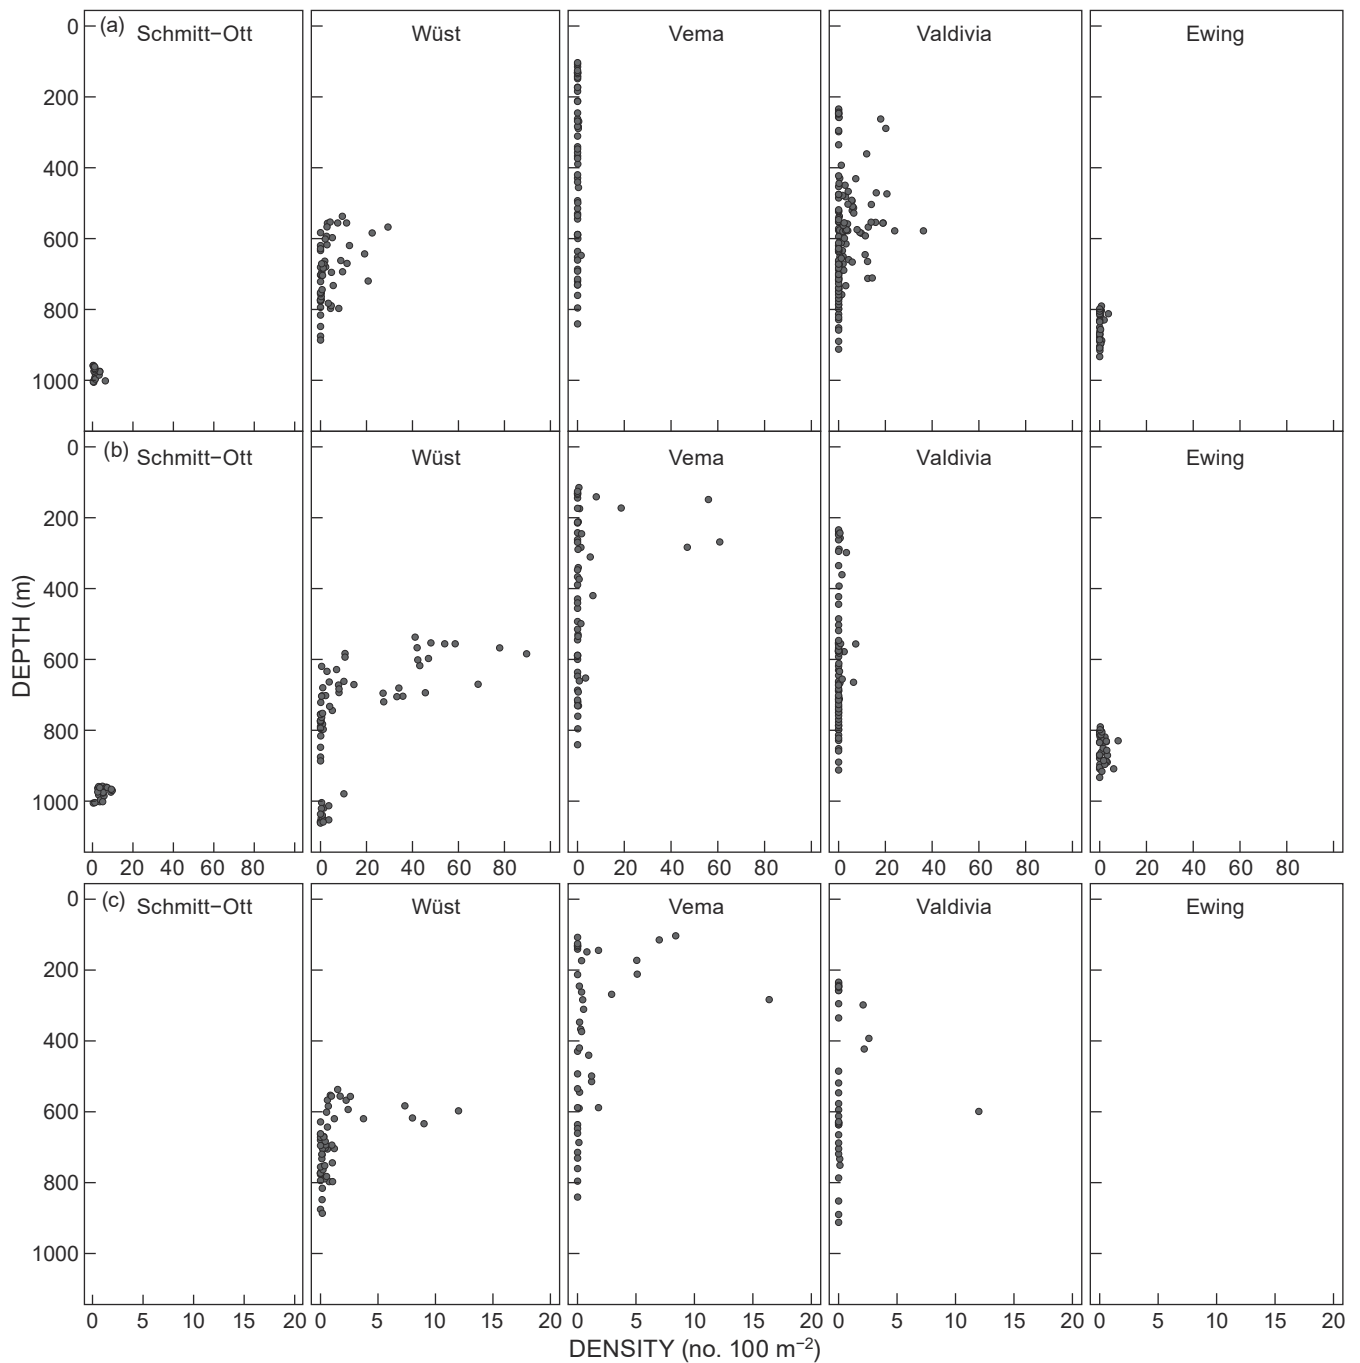 (a) Schmitt–Ott Wüst Vema Valdivia Ewing
0
200
400
600
800
1000
(b) Schmitt–Ott Wüst Vema Valdivia Ewing
0
200
400
600
800
1000
DEPTH (m)
0 20 40 60 80 0 20 40 60 80 0 20 40 60 80 0 20 40 60 80 0 20 40 60 80
(c) Schmitt–Ott Wüst Vema Valdivia Ewing
0
200
400
600
800
1000
0 5 10 15 20 0 5 10 15 20 0 5 10 15 20 0 5 10 15 20 0 5 10 15 20
DENSITY (no. 100 m⁻²)